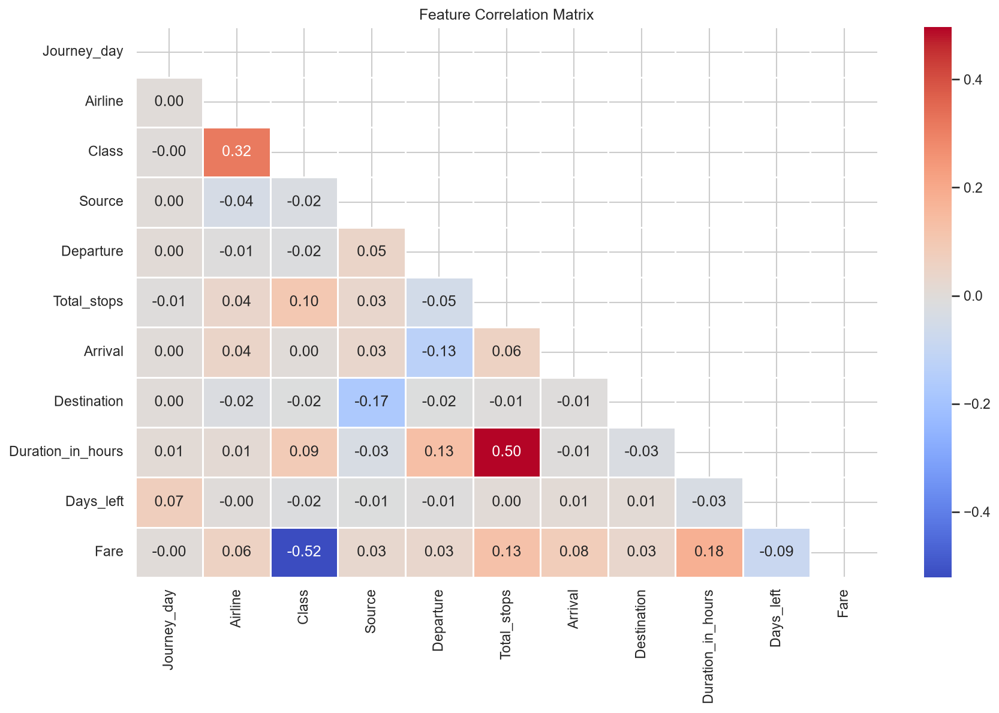 Feature Correlation Matrix
Journey_day
Airline 0.00
Class -0.00 0.32
Source 0.00 -0.04 -0.02
Departure 0.00 -0.01 -0.02 0.05
Total_stops -0.01 0.04 0.10 0.03 -0.05
Arrival 0.00 0.04 0.00 0.03 -0.13 0.06
Destination 0.00 -0.02 -0.02 -0.17 -0.02 -0.01 -0.01
Duration_in_hours 0.01 0.01 0.09 -0.03 0.13 0.50 -0.01 -0.03
Days_left 0.07 -0.00 -0.02 -0.01 -0.01 0.00 0.01 0.01 -0.03
Fare -0.00 0.06 -0.52 0.03 0.03 0.13 0.08 0.03 0.18 -0.09
Journey_day
Airline
Class
Source
Departure
Total_stops
Arrival
Destination
Duration_in_hours
Days_left
Fare
0.4
0.2
0.0
−0.2
−0.4